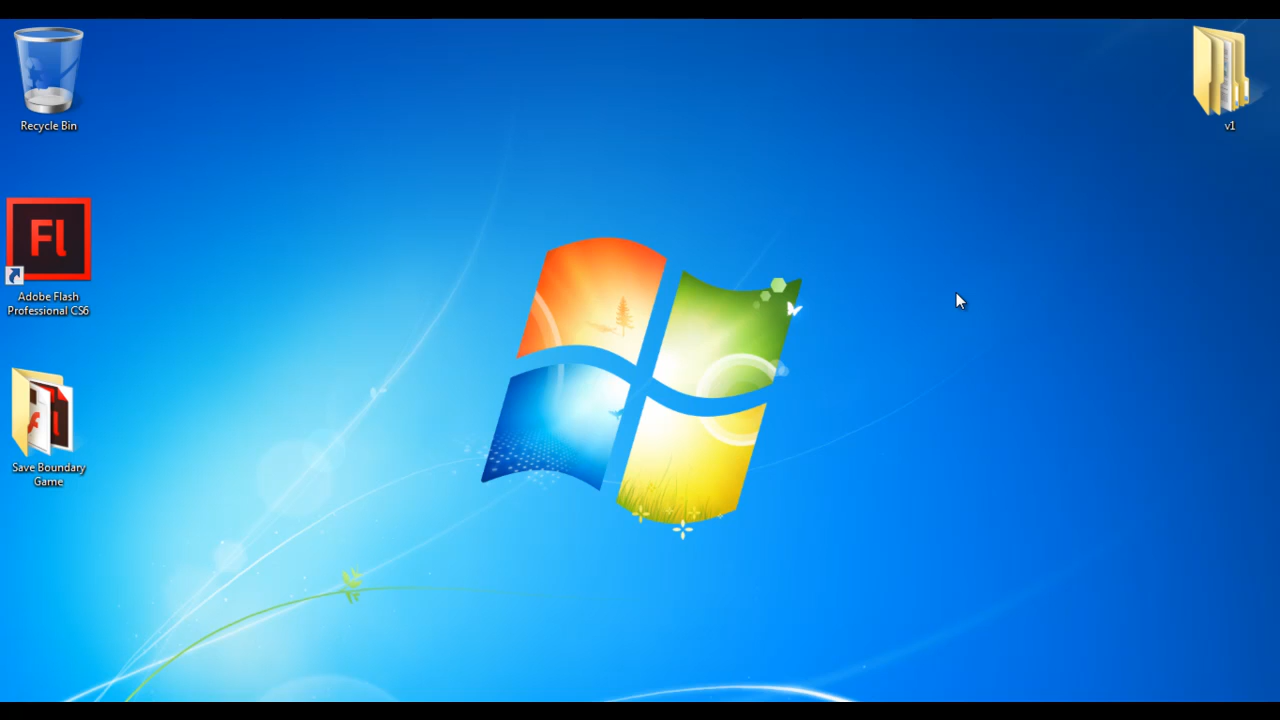 Recycle Bin
v1
Fl
Adobe Flash
Professional CS6
Save Boundary
Game